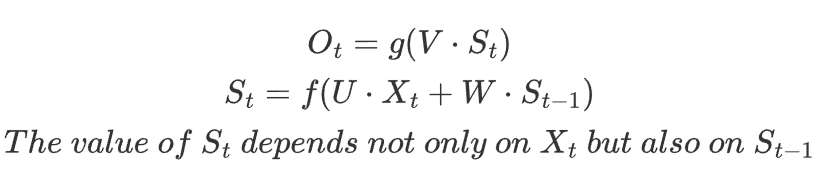 O_t = g(V · S_t)
S_t = f(U · X_t + W · S_{t−1})
The value of S_t depends not only on X_t but also on S_{t−1}